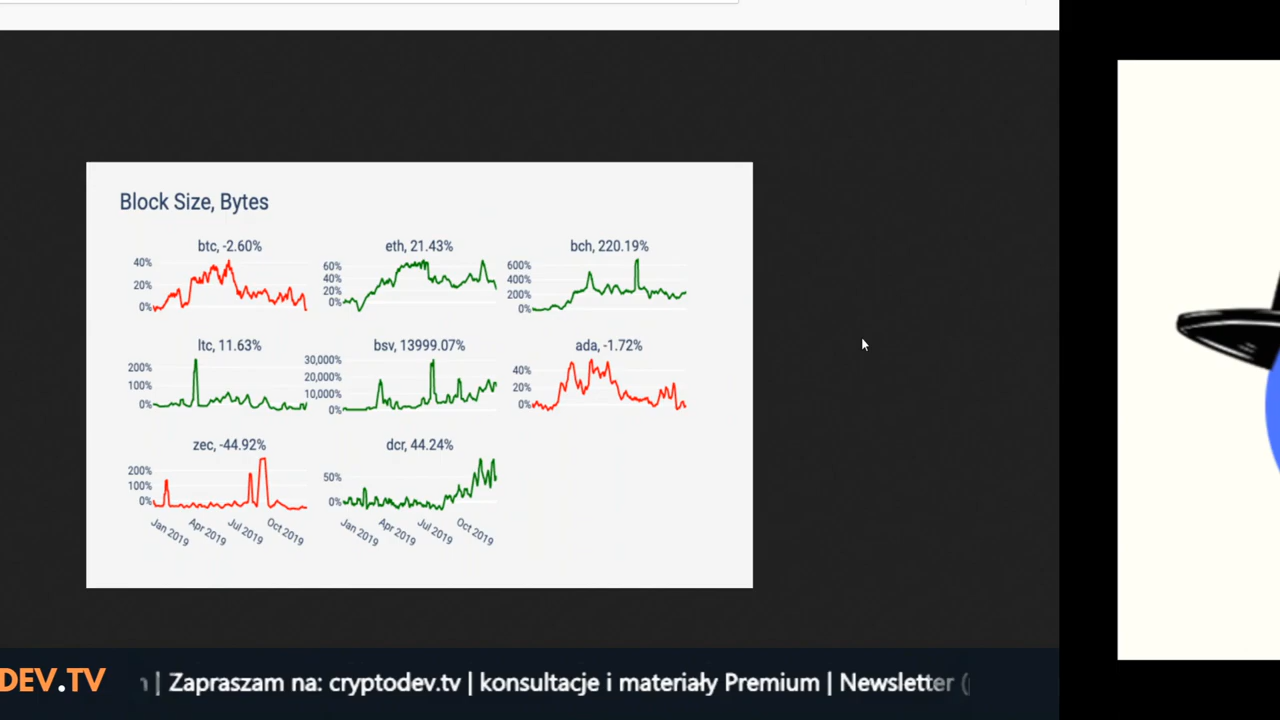 Block Size, Bytes
btc, -2.60%
40%
20%
0%
eth, 21.43%
60%
40%
20%
0%
bch, 220.19%
600%
400%
200%
0%
ltc, 11.63%
200%
100%
0%
bsv, 13999.07%
30,000%
20,000%
10,000%
0%
ada, -1.72%
40%
20%
0%
zec, -44.92%
200%
100%
0%
Jan 2019
Apr 2019
Jul 2019
Oct 2019
dcr, 44.24%
50%
0%
Jan 2019
Apr 2019
Jul 2019
Oct 2019
DEV.TV
| Zapraszam na: cryptodev.tv | konsultacje i materiały Premium | Newsletter (